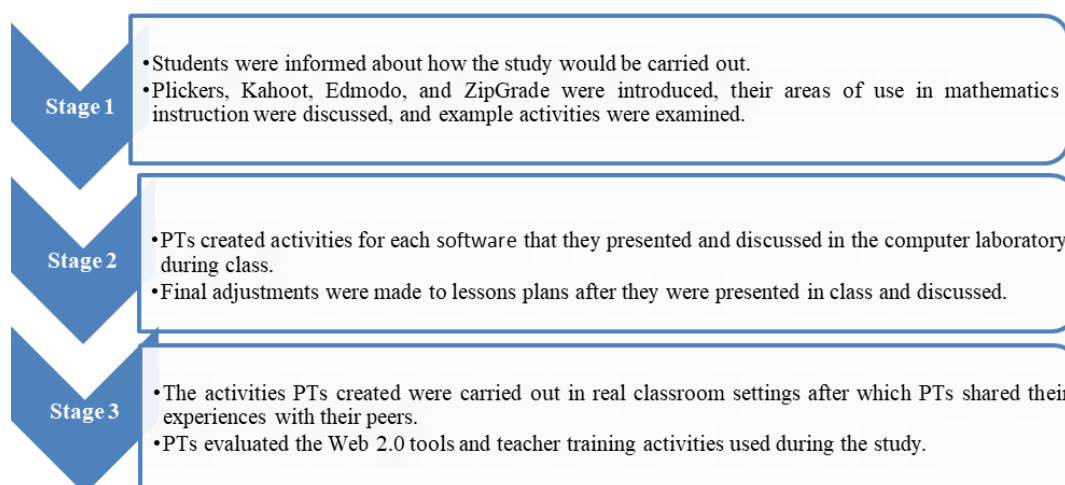 Stage 1
•Students were informed about how the study would be carried out.
•Plickers, Kahoot, Edmodo, and ZipGrade were introduced, their areas of use in mathematics
instruction were discussed, and example activities were examined.
Stage 2
•PTs created activities for each software that they presented and discussed in the computer laboratory
during class.
•Final adjustments were made to lessons plans after they were presented in class and discussed.
Stage 3
•The activities PTs created were carried out in real classroom settings after which PTs shared their
experiences with their peers.
•PTs evaluated the Web 2.0 tools and teacher training activities used during the study.